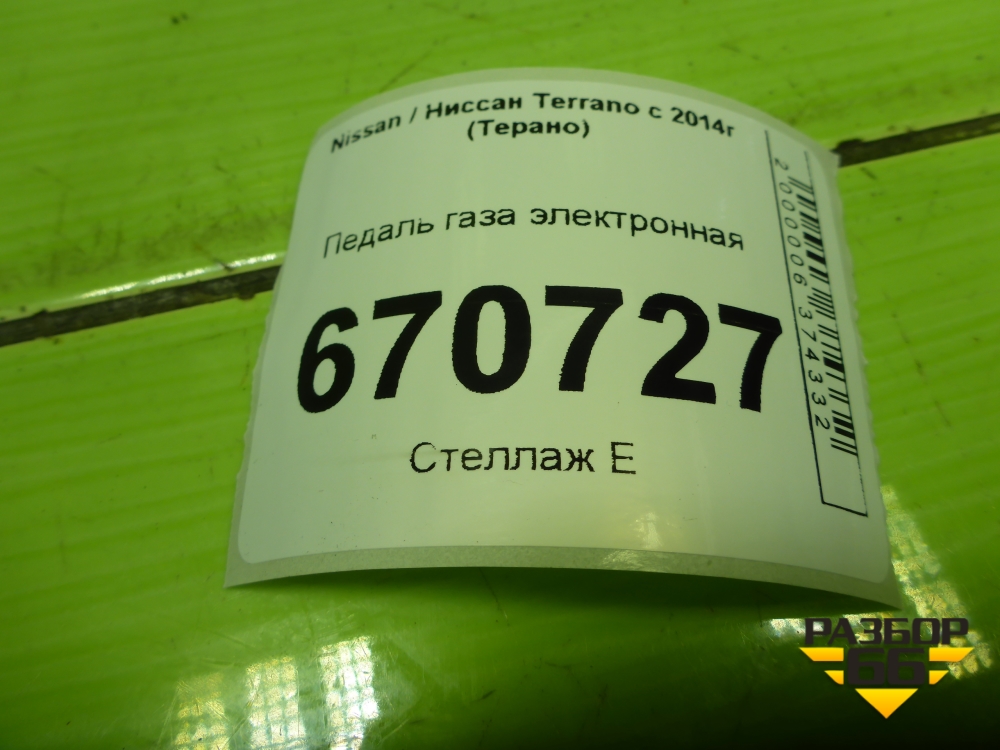 Nissan / Ниссан Terrano с 2014г
(Терано)
Педаль газа электронная
670727
Стеллаж Е
2000006374332
РАЗБОР
66